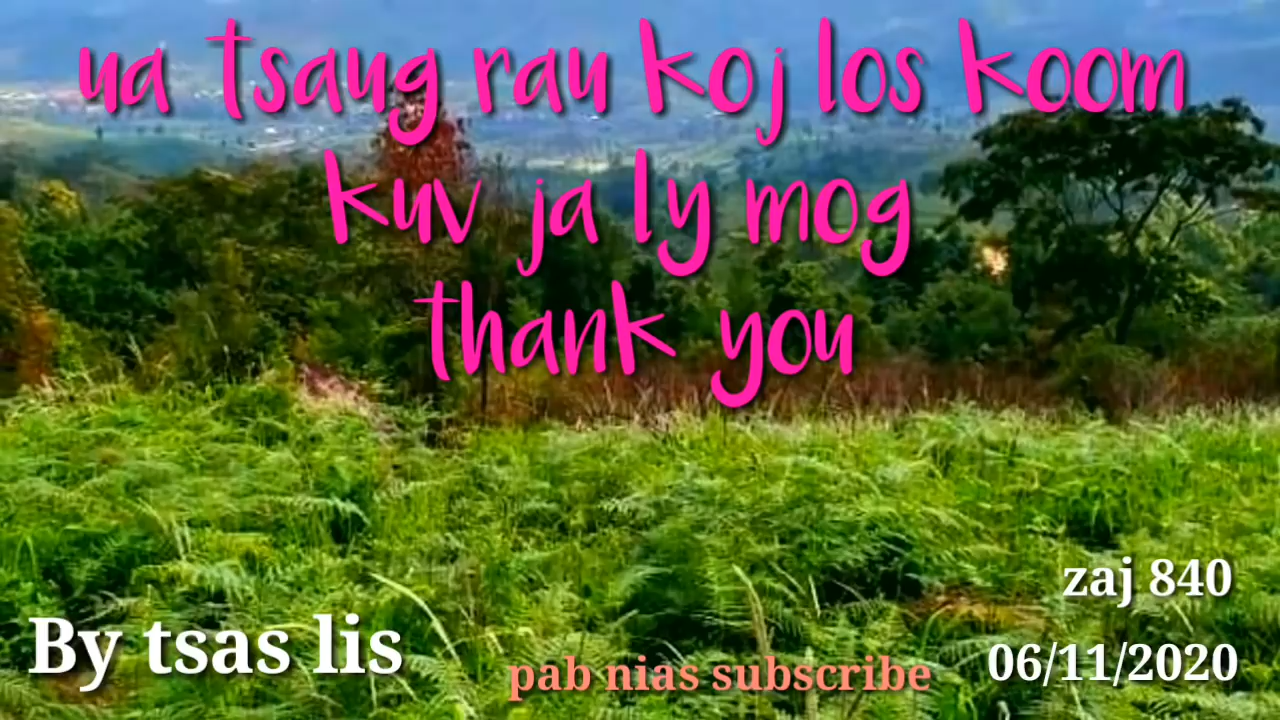 ua tsaug rau koj los koom
kuv ja ly mog
thank you
zaj 840
By tsas lis
pab nias subscribe
06/11/2020